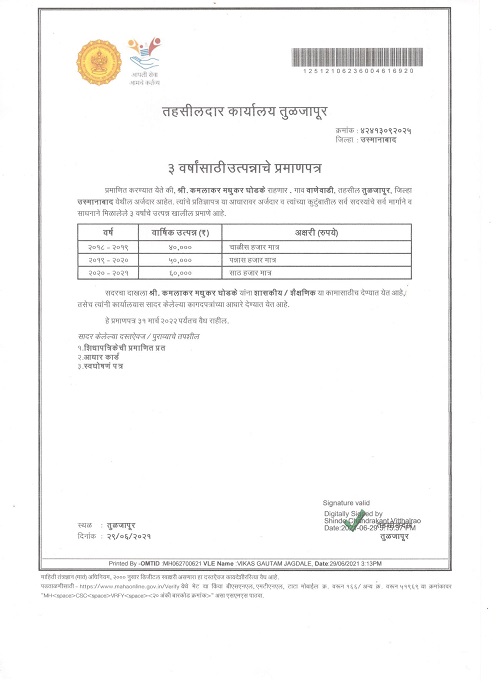 आपली सेवा
आमचे कर्तव्य
12512106236004616920
तहसीलदार कार्यालय तुळजापूर
क्रमांक : ४२४१३०९२०२५
जिल्हा : उस्मानाबाद
३ वर्षांसाठी उत्पन्नाचे प्रमाणपत्र
प्रमाणित करण्यात येते की, श्री. कमलाकर मधुकर घोडके राहणार . गाव वाणेवाडी, तहसील तुळजापूर, जिल्हा
उस्मानाबाद येथील अर्जदार आहेत. त्यांचे प्रतिज्ञापत्र या आधारावर अर्जदार व त्यांच्या कुटुंबातील सर्व सदस्यांचे सर्व मार्गाने व
साधनाने मिळालेले ३ वर्षाचे उत्पन्न खालील प्रमाणे आहे.
वर्ष वार्षिक उत्पन्न (₹) अक्षरी (रुपये)
२०१८ - २०१९ ४०,००० चाळीस हजार मात्र
२०१९ - २०२० ५०,००० पन्नास हजार मात्र
२०२० - २०२१ ६०,००० साठ हजार मात्र
सदरचा दाखला श्री. कमलाकर मधुकर घोडके यांना शासकीय / शैक्षणिक या कामांसाठीच देण्यात येत आहे,
तसेच त्यांनी कार्यालयास सादर केलेल्या कागदपत्रांच्या आधारे देण्यात येत आहे.
हे प्रमाणपत्र ३१ मार्च २०२२ पर्यंतच वैध राहील.
सादर केलेल्या दस्तऐवज / पुराव्याचे तपशील
१.शिधापत्रिकेची प्रमाणित प्रत
२.आधार कार्ड
३.स्वघोषणं पत्र
Signature valid
Digitally Signed by
Shinde Chandrakant Vitthalrao
Date:2021-06-29 3:15:37 PM
स्थळ : तुळजापूर
तुळजापूर
दिनांक : २९/०६/२०२१
Printed By -OMTID :MH062700621 VLE Name :VIKAS GAUTAM JAGDALE, Date:29/06/2021 3:13PM
माहिती तंत्रज्ञान (मात) अधिनियम, २००० नुसार डिजीटल स्वाक्षरी असणारा हा दस्तऐवज कायदेशीररित्या वैध आहे.
पडताळणीसाठी - https://www.mahaonline.gov.in/Verify येथे भेट द्या किंवा बीएसएनएल, एमटीएनएल, टाटा मोबाईल क्र. वरून १६६/ अन्य क्र. वरून ५१९६९ या क्रमांकावर
"MH<space>CSC<space>VRFY<space><२० अंकी बारकोड क्रमांक>" असा एसएमएस पाठवा.